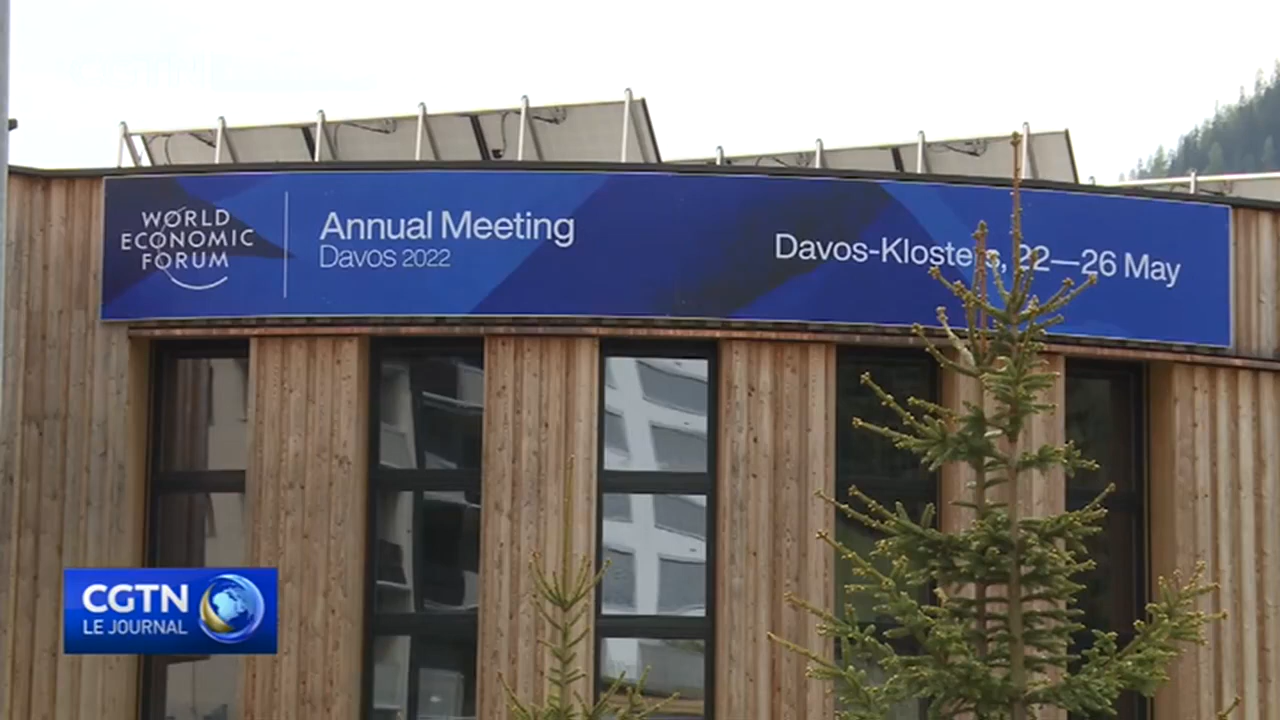 WORLD
ECONOMIC
FORUM
Annual Meeting
Davos 2022
Davos-Klosters, 22—26 May
CGTN
LE JOURNAL